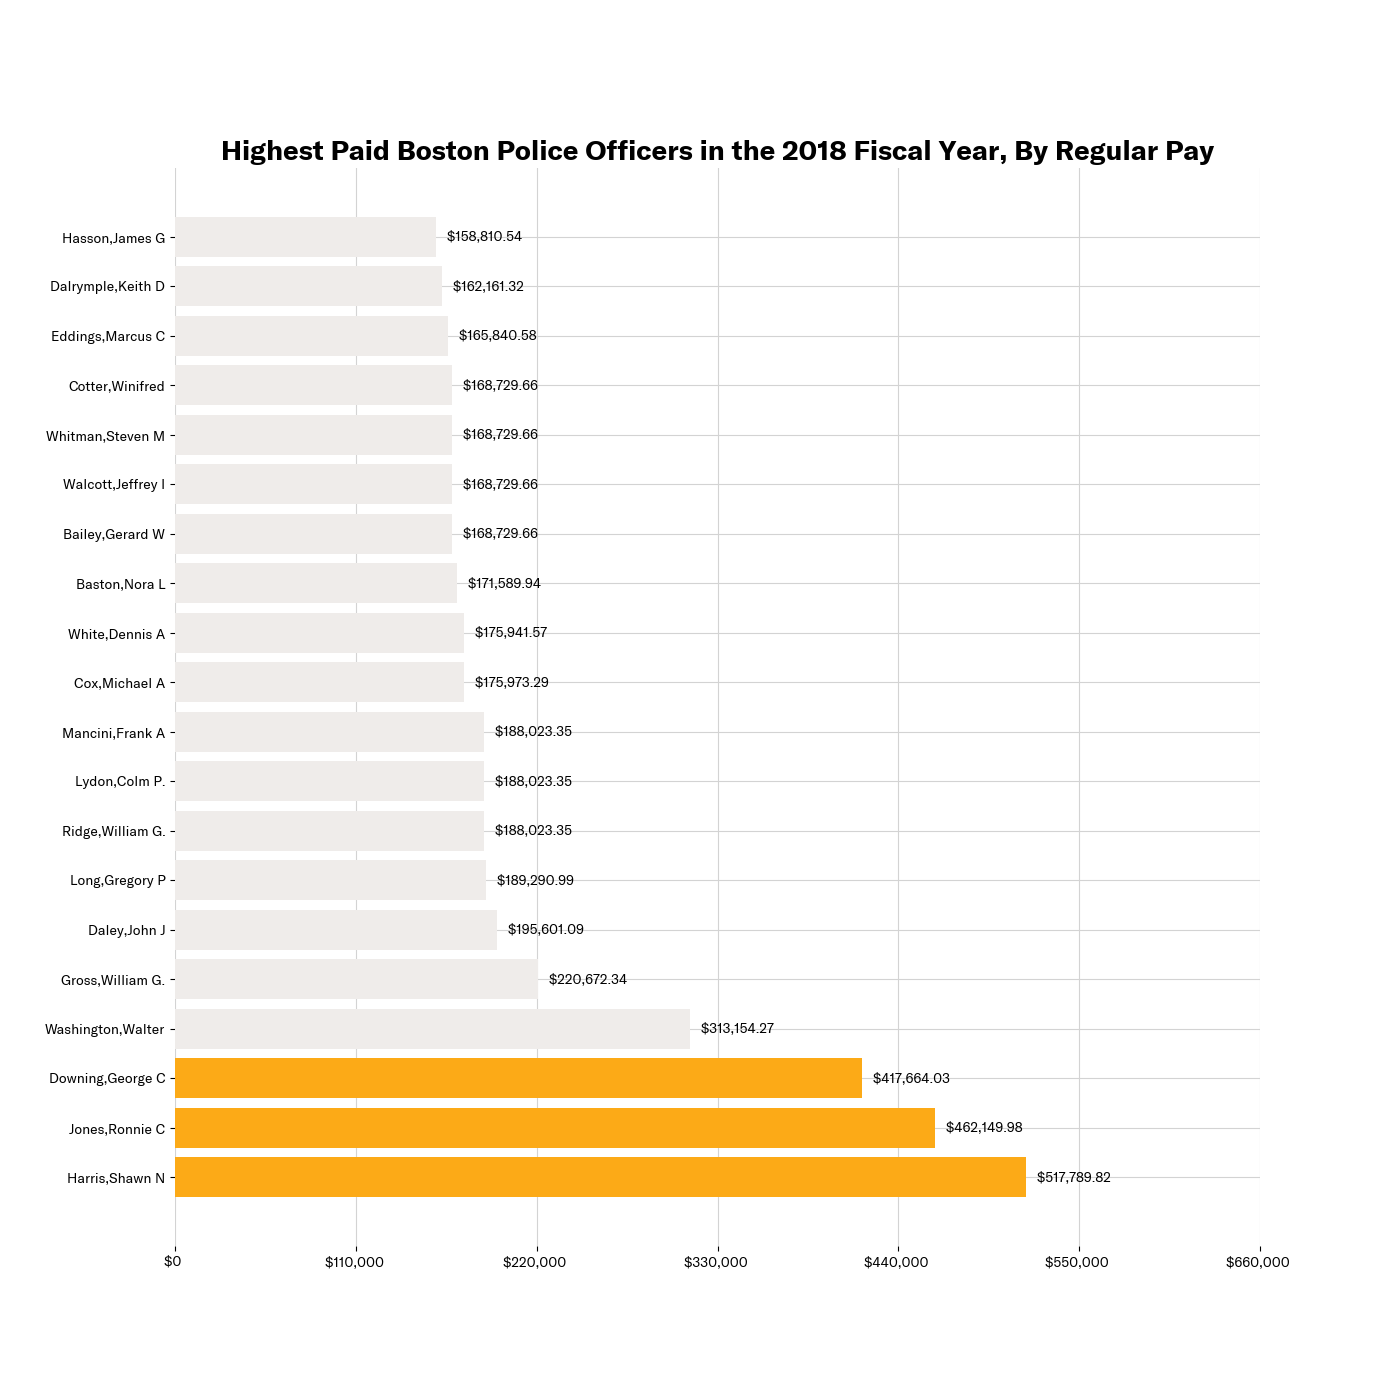 Highest Paid Boston Police Officers in the 2018 Fiscal Year, By Regular Pay
Hasson,James G $158,810.54
Dalrymple,Keith D $162,161.32
Eddings,Marcus C $165,840.58
Cotter,Winifred $168,729.66
Whitman,Steven M $168,729.66
Walcott,Jeffrey I $168,729.66
Bailey,Gerard W $168,729.66
Baston,Nora L $171,589.94
White,Dennis A $175,941.57
Cox,Michael A $175,973.29
Mancini,Frank A $188,023.35
Lydon,Colm P. $188,023.35
Ridge,William G. $188,023.35
Long,Gregory P $189,290.99
Daley,John J $195,601.09
Gross,William G. $220,672.34
Washington,Walter $313,154.27
Downing,George C $417,664.03
Jones,Ronnie C $462,149.98
Harris,Shawn N $517,789.82
$0 $110,000 $220,000 $330,000 $440,000 $550,000 $660,000